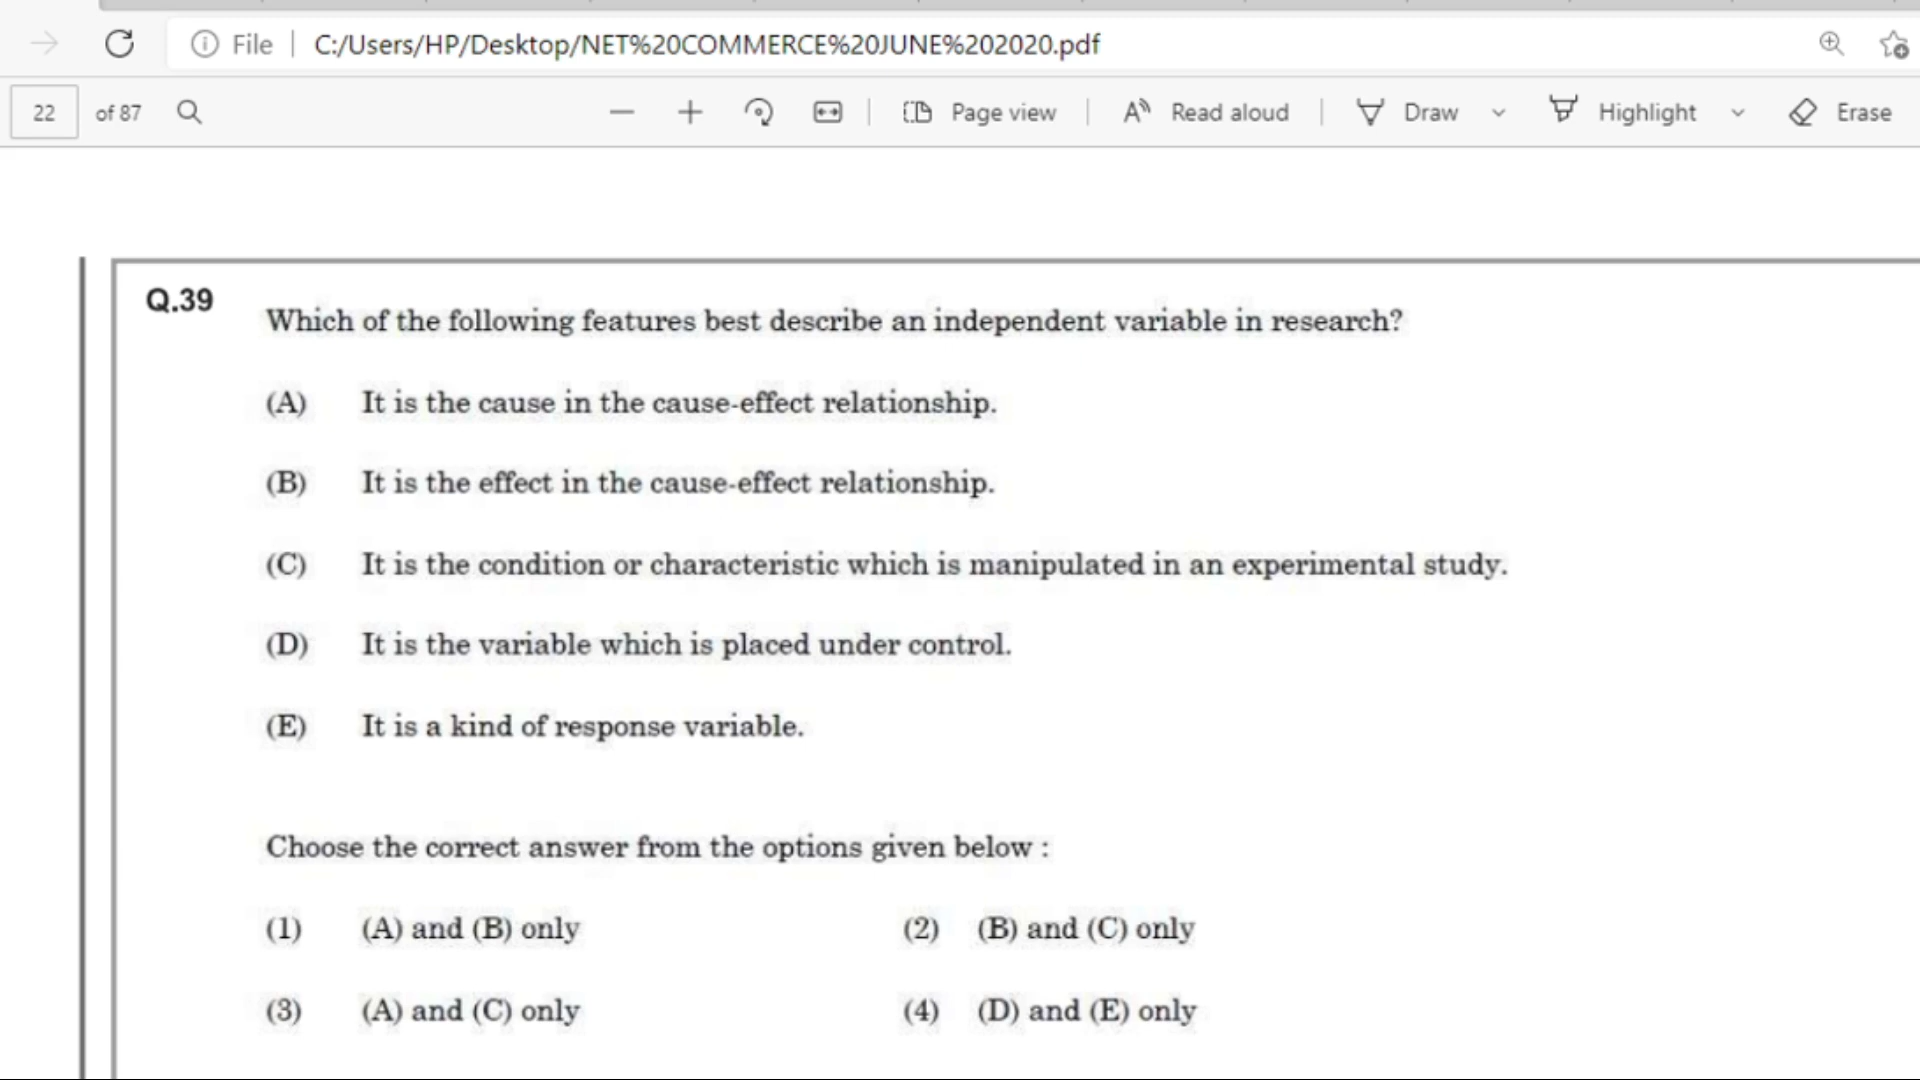 File | C:/Users/HP/Desktop/NET%20COMMERCE%20JUNE%202020.pdf
22 of 87 Page view Read aloud Draw Highlight Erase
Q.39 Which of the following features best describe an independent variable in research?
(A) It is the cause in the cause-effect relationship.
(B) It is the effect in the cause-effect relationship.
(C) It is the condition or characteristic which is manipulated in an experimental study.
(D) It is the variable which is placed under control.
(E) It is a kind of response variable.
Choose the correct answer from the options given below :
(1) (A) and (B) only (2) (B) and (C) only
(3) (A) and (C) only (4) (D) and (E) only